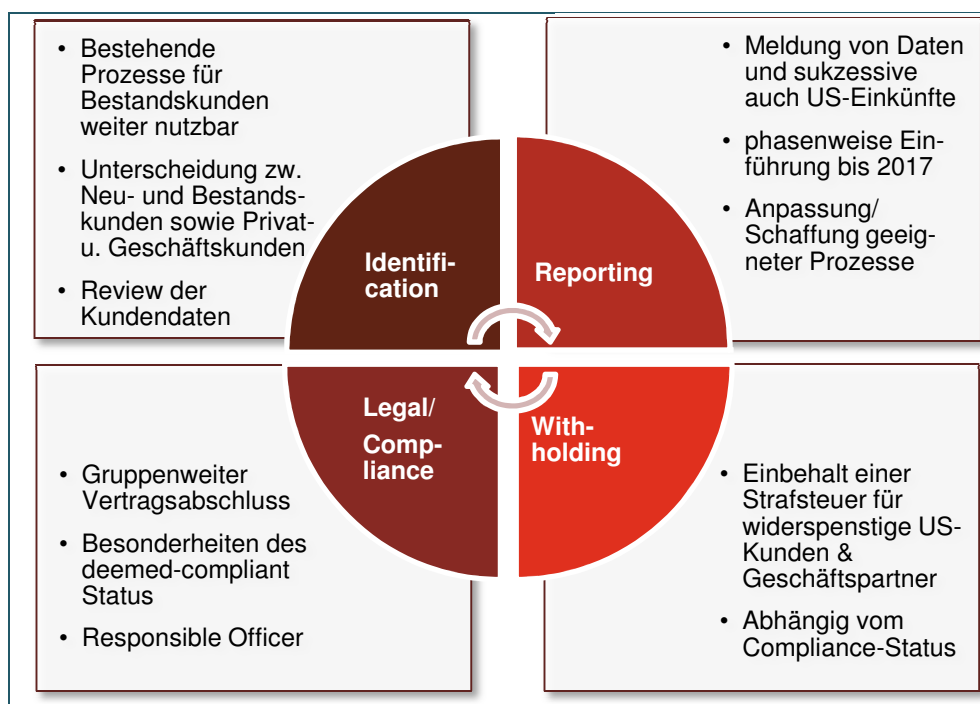 • Bestehende
Prozesse für
Bestandskunden
weiter nutzbar
• Unterscheidung zw.
Neu- und Bestands-
kunden sowie Privat-
u. Geschäftskunden
• Review der
Kundendaten
• Meldung von Daten
und sukzessive
auch US-Einkünfte
• phasenweise Ein-
führung bis 2017
• Anpassung/
Schaffung geeig-
neter Prozesse
Identifi-
cation
Reporting
Legal/
Comp-
liance
With-
holding
• Gruppenweiter
Vertragsabschluss
• Besonderheiten des
deemed-compliant
Status
• Responsible Officer
• Einbehalt einer
Strafsteuer für
widerspenstige US-
Kunden &
Geschäftspartner
• Abhängig vom
Compliance-Status